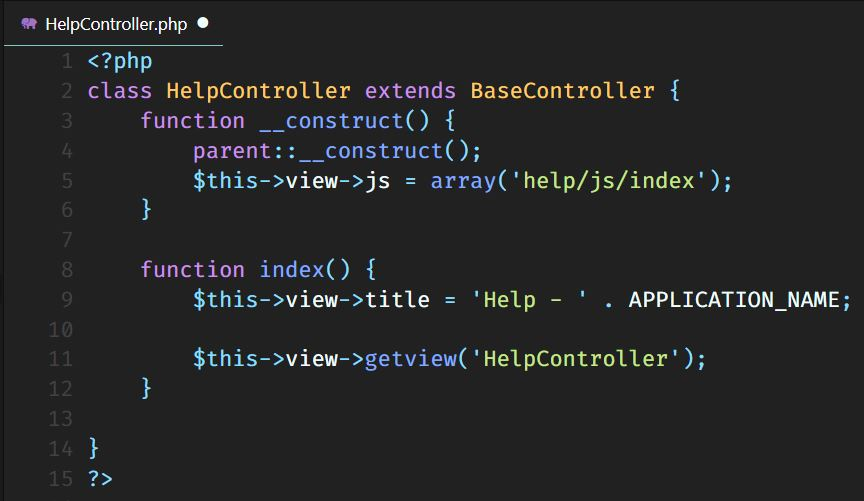 HelpController.php
1 <?php
2 class HelpController extends BaseController {
3     function __construct() {
4         parent::__construct();
5         $this->view->js = array('help/js/index');
6     }
7
8     function index() {
9         $this->view->title = 'Help - ' . APPLICATION_NAME;
10
11         $this->view->getview('HelpController');
12     }
13
14 }
15 ?>